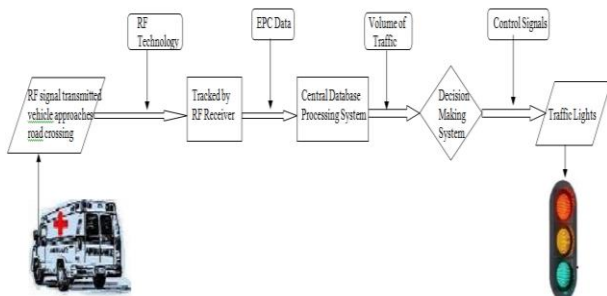 RF
Technology
EPC Data
Volume of
Traffic
Control Signals
RF signal transmitted
vehicle approaches
road crossing
Tracked by
RF Receiver
Central Database
Processing System
Decision
Making
System
Traffic Lights